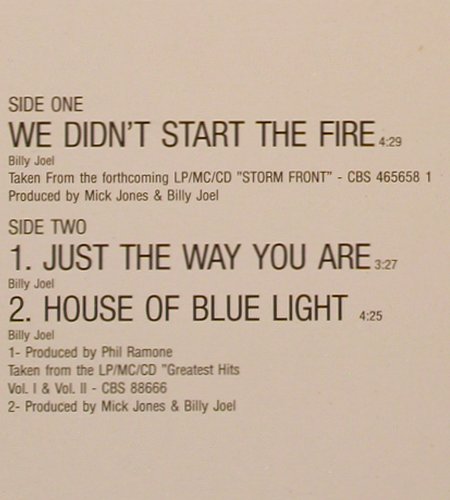 SIDE ONE
WE DIDN'T START THE FIRE 4:29
Billy Joel
Taken From the forthcoming LP/MC/CD "STORM FRONT" - CBS 465658 1
Produced by Mick Jones & Billy Joel
SIDE TWO
1. JUST THE WAY YOU ARE 3:27
Billy Joel
2. HOUSE OF BLUE LIGHT 4:25
Billy Joel
1- Produced by Phil Ramone
Taken from the LP/MC/CD "Greatest Hits
Vol. I & Vol. II - CBS 88666
2- Produced by Mick Jones & Billy Joel